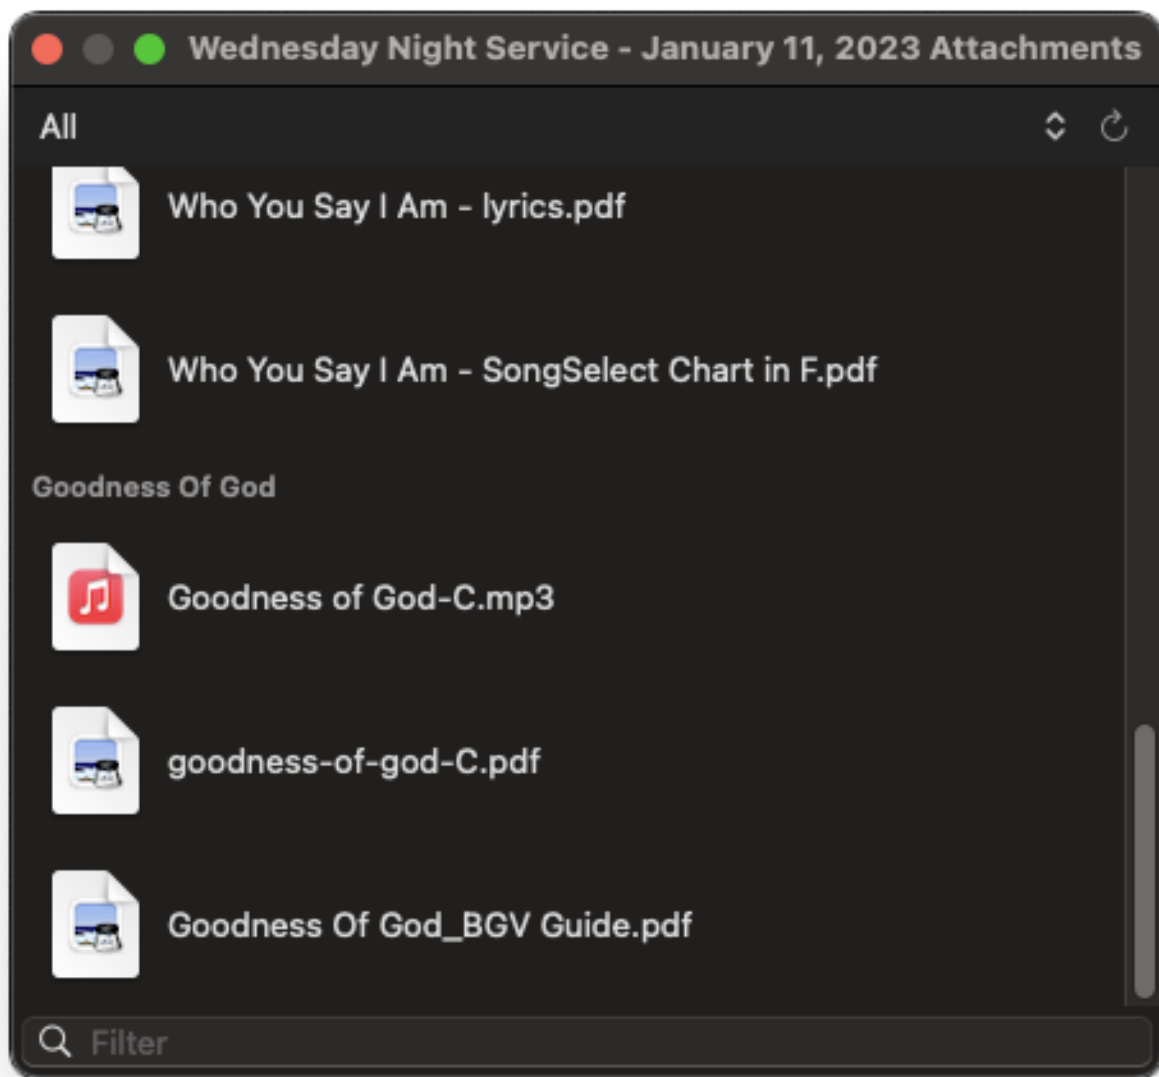 Wednesday Night Service - January 11, 2023 Attachments
All
Who You Say I Am - lyrics.pdf
Who You Say I Am - SongSelect Chart in F.pdf
Goodness Of God
Goodness of God-C.mp3
goodness-of-god-C.pdf
Goodness Of God_BGV Guide.pdf
Filter